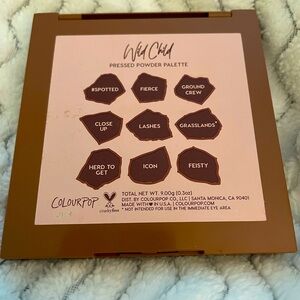 Wild Child
PRESSED POWDER PALETTE
#SPOTTED
FIERCE
GROUND
CREW
CLOSE
UP
LASHES
GRASSLANDS*
HERD TO
GET
ICON
FEISTY
COLOURPOP
cruelty free
TOTAL NET WT. 9.00g (0.3oz)
DIST. BY COLOURPOP CO, LLC | SANTA MONICA, CA 90401
MADE WITH ♥ IN U.S.A. | COLOURPOP.COM
* NOT INTENDED FOR USE IN THE IMMEDIATE EYE AREA